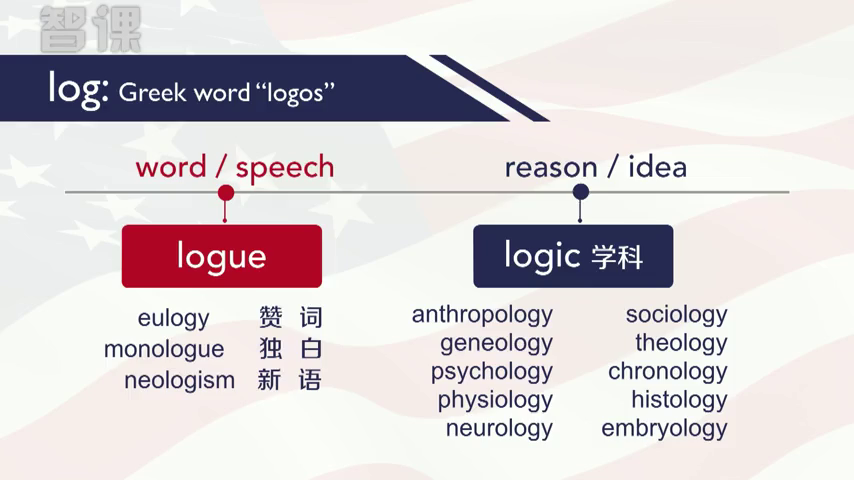 智课
log: Greek word “logos”
word / speech
reason / idea
logue
logic 学科
eulogy 赞 词
monologue 独 白
neologism 新 语
anthropology sociology
geneology theology
psychology chronology
physiology histology
neurology embryology